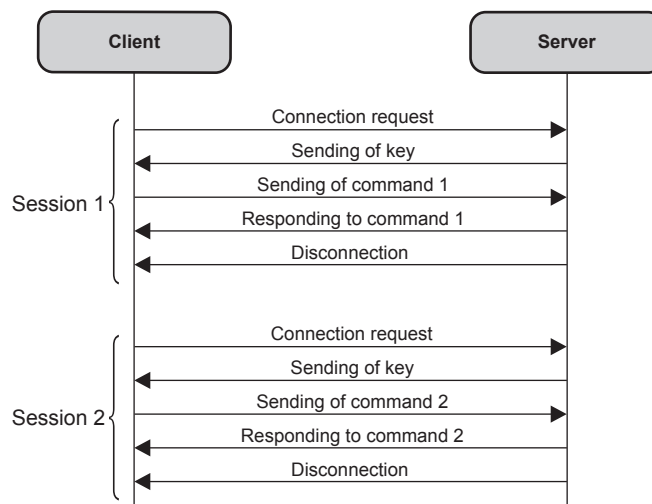 Client
Server
Connection request
Sending of key
Sending of command 1
Session 1
Responding to command 1
Disconnection
Connection request
Sending of key
Sending of command 2
Session 2
Responding to command 2
Disconnection